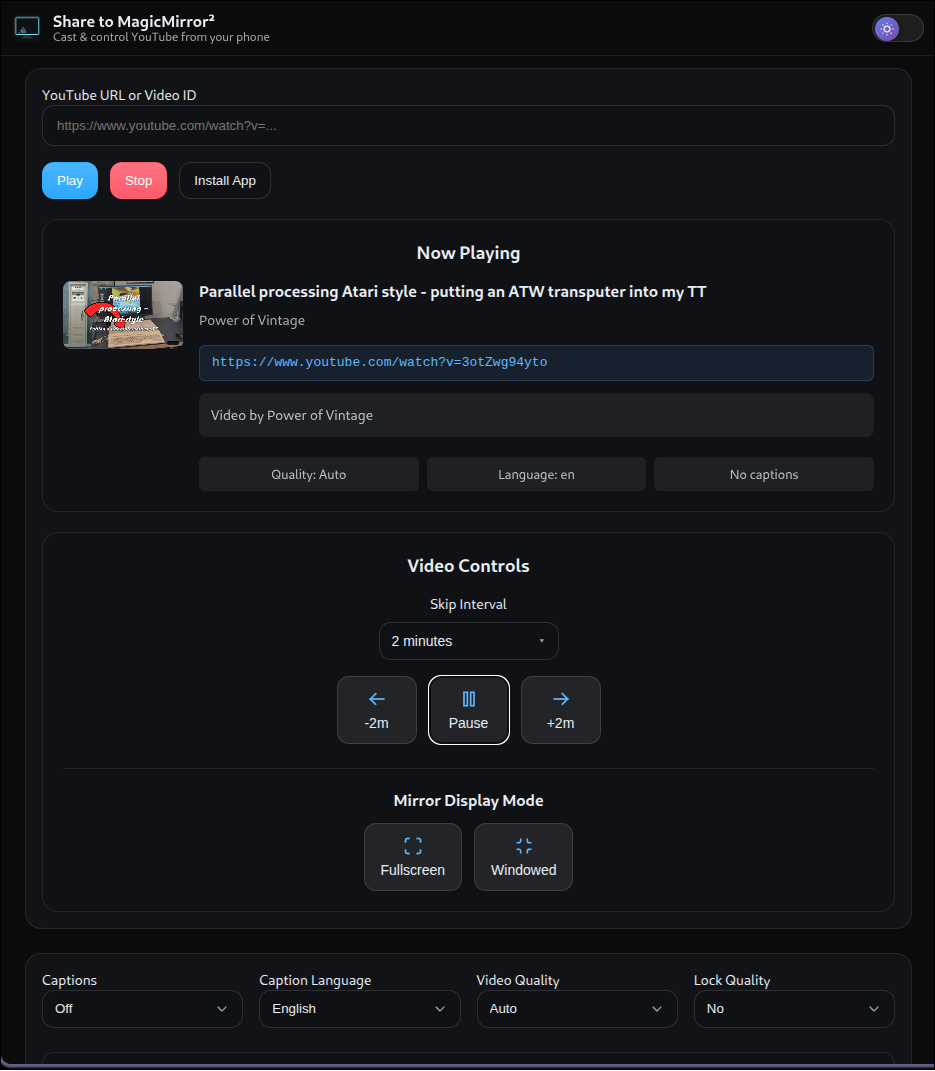 Share to MagicMirror²
Cast & control YouTube from your phone
YouTube URL or Video ID
https://www.youtube.com/watch?v=...
Play
Stop
Install App
Now Playing
Parallel
processing -
Atari style
Parallel processing Atari style - putting an ATW transputer into my TT
Power of Vintage
https://www.youtube.com/watch?v=3otZwg94yto
Video by Power of Vintage
Quality: Auto
Language: en
No captions
Video Controls
Skip Interval
2 minutes
-2m
Pause
+2m
Mirror Display Mode
Fullscreen
Windowed
Captions
Caption Language
Video Quality
Lock Quality
Off
English
Auto
No